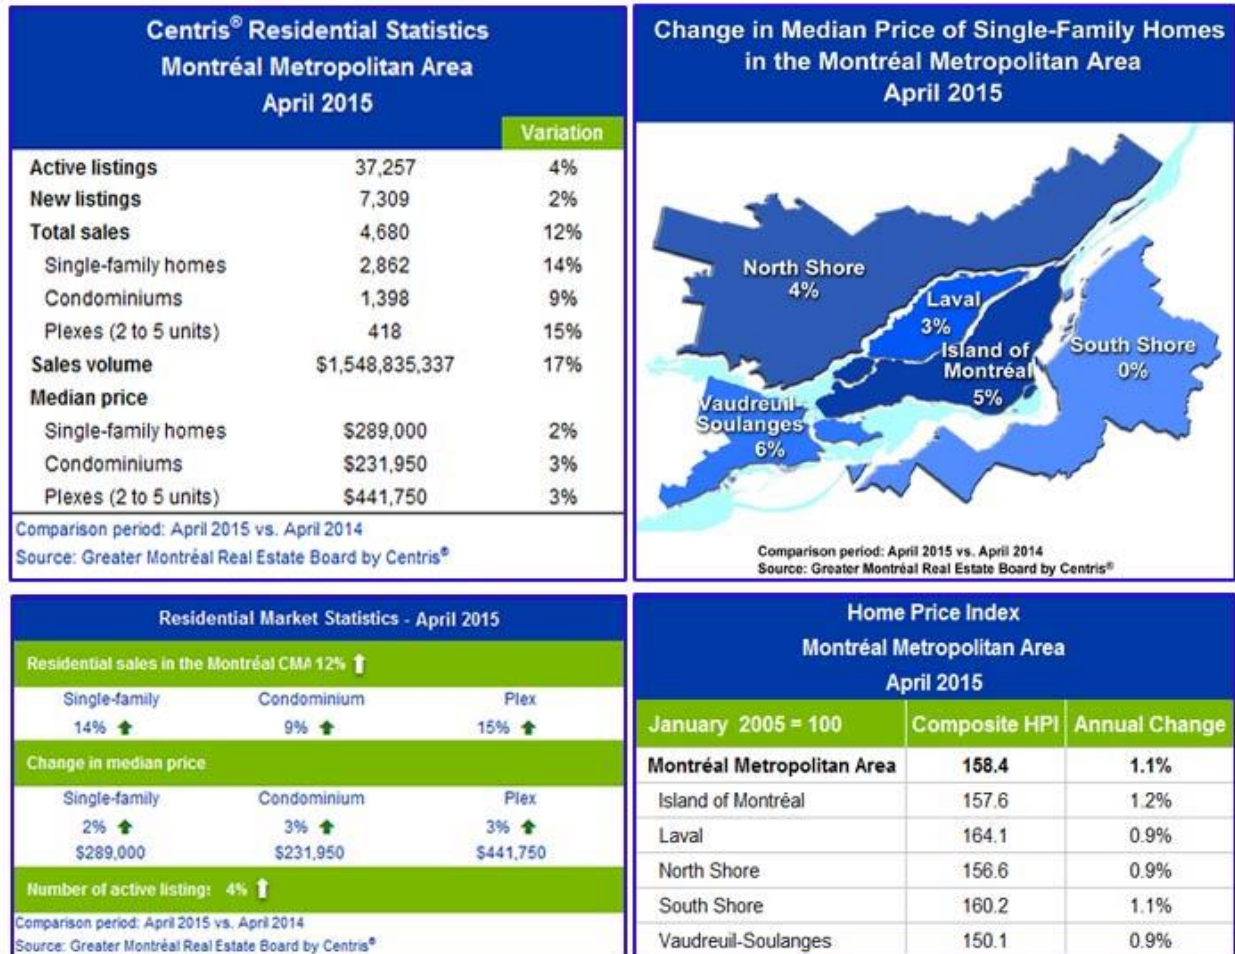 Centris® Residential Statistics
Montréal Metropolitan Area
April 2015
Variation
Active listings 37,257 4%
New listings 7,309 2%
Total sales 4,680 12%
Single-family homes 2,862 14%
Condominiums 1,398 9%
Plexes (2 to 5 units) 418 15%
Sales volume $1,548,835,337 17%
Median price
Single-family homes $289,000 2%
Condominiums $231,950 3%
Plexes (2 to 5 units) $441,750 3%
Comparison period: April 2015 vs. April 2014
Source: Greater Montréal Real Estate Board by Centris®
Change in Median Price of Single-Family Homes
in the Montréal Metropolitan Area
April 2015
North Shore
4%
Laval
3%
Island of
Montréal
5%
South Shore
0%
Vaudreuil-
Soulanges
6%
Comparison period: April 2015 vs. April 2014
Source: Greater Montréal Real Estate Board by Centris®
Residential Market Statistics - April 2015
Residential sales in the Montréal CMA 12%
Single-family Condominium Plex
14% 9% 15%
Change in median price
Single-family Condominium Plex
2% 3% 3%
$289,000 $231,950 $441,750
Number of active listings 4%
Comparison period: April 2015 vs. April 2014
Source: Greater Montréal Real Estate Board by Centris®
Home Price Index
Montréal Metropolitan Area
April 2015
January 2005 = 100 Composite HPI Annual Change
Montréal Metropolitan Area 158.4 1.1%
Island of Montréal 157.6 1.2%
Laval 164.1 0.9%
North Shore 156.6 0.9%
South Shore 160.2 1.1%
Vaudreuil-Soulanges 150.1 0.9%